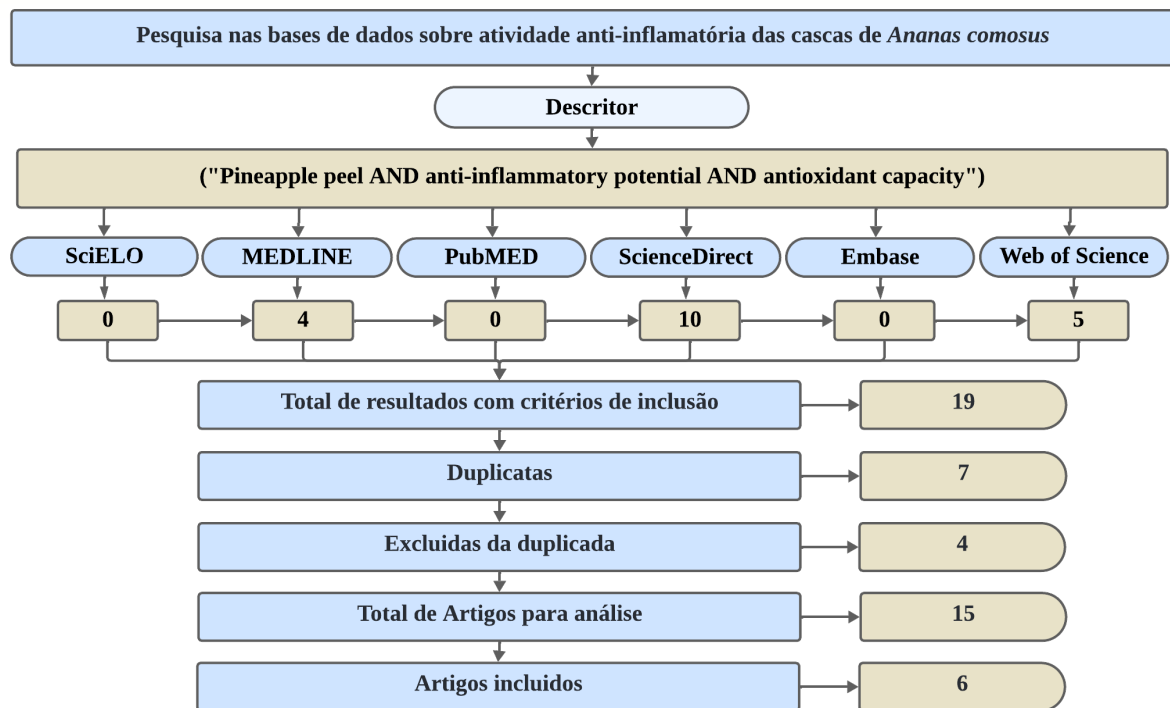 Pesquisa nas bases de dados sobre atividade anti-inflamatória das cascas de Ananas comosus
Descritor
("Pineapple peel AND anti-inflammatory potential AND antioxidant capacity")
SciELO
MEDLINE
PubMED
ScienceDirect
Embase
Web of Science
0
4
0
10
0
5
Total de resultados com critérios de inclusão
19
Duplicatas
7
Excluidas da duplicada
4
Total de Artigos para análise
15
Artigos incluidos
6